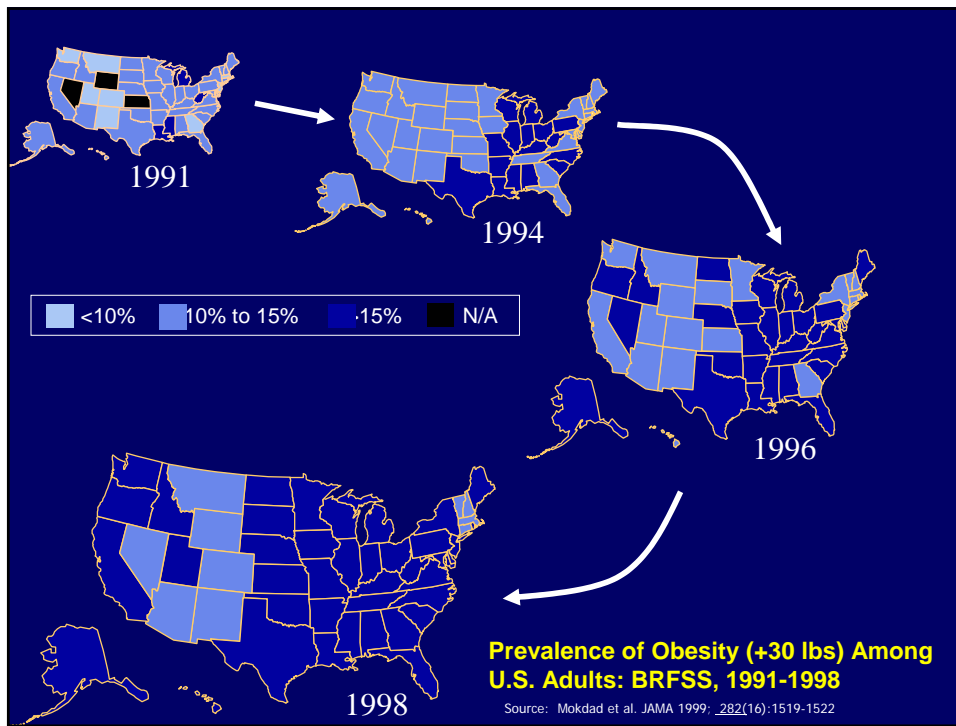 1991
1994
<10% 10% to 15% -15% N/A
1996
1998
Prevalence of Obesity (+30 lbs) Among
U.S. Adults: BRFSS, 1991-1998
Source: Mokdad et al. JAMA 1999; 282(16):1519-1522